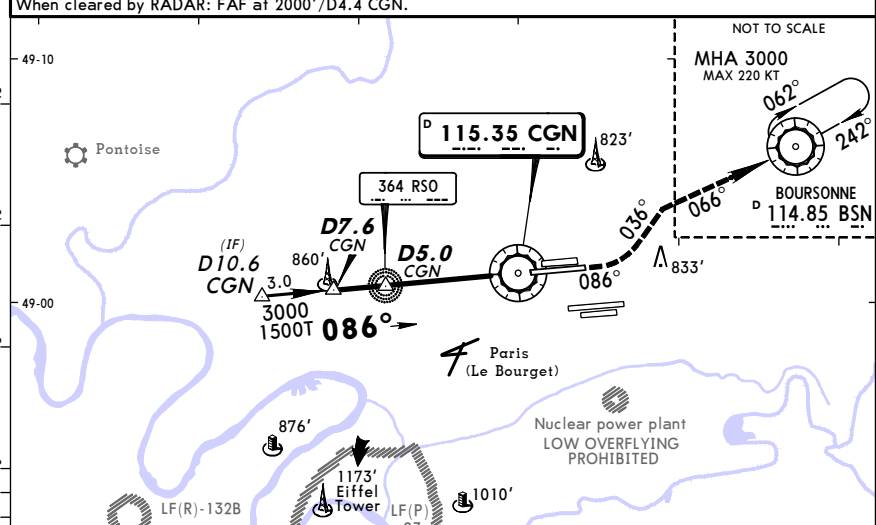 When cleared by RADAR: FAF at 2000'/D4.4 CGN.
NOT TO SCALE
49-10
MHA 3000
MAX 220 KT
062°
242°
D 115.35 CGN
823'
Pontoise
364 RSO
BOURSONNE
D 114.85 BSN
036°
066°
D7.6
CGN
(IF)
D10.6
CGN
860'
D5.0
CGN
3.0
086°
833'
49-00
3000
1500T
086°
Paris
(Le Bourget)
Nuclear power plant
LOW OVERFLYING
PROHIBITED
876'
1173'
Eiffel
Tower
1010'
LF(R)-132B
LF(P)